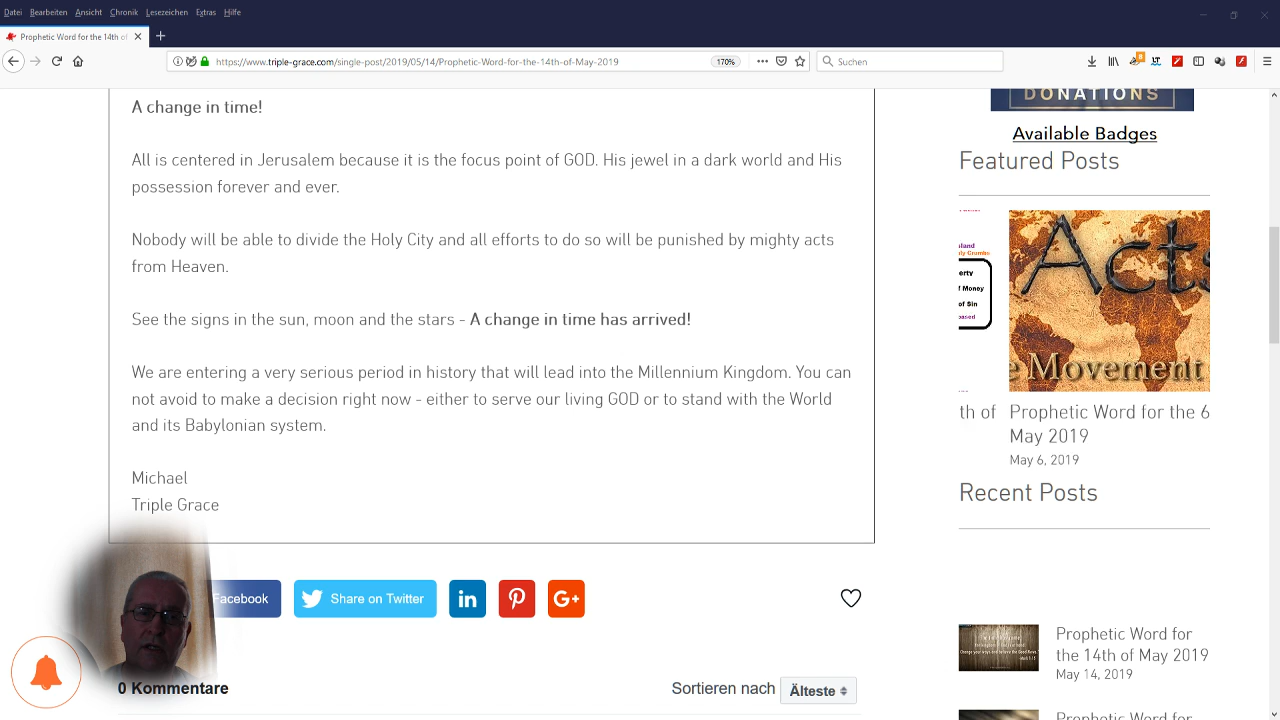 Datei Bearbeiten Ansicht Chronik Lesezeichen Extras Hilfe
Prophetic Word for the 14th of
https://www.triple-grace.com/single-post/2019/05/14/Prophetic-Word-for-the-14th-of-May-2019
170%
Suchen
A change in time!
All is centered in Jerusalem because it is the focus point of GOD. His jewel in a dark world and His
possession forever and ever.
Nobody will be able to divide the Holy City and all efforts to do so will be punished by mighty acts
from Heaven.
See the signs in the sun, moon and the stars - A change in time has arrived!
We are entering a very serious period in history that will lead into the Millennium Kingdom. You can
not avoid to make a decision right now - either to serve our living GOD or to stand with the World
and its Babylonian system.
Michael
Triple Grace
Facebook
Share on Twitter
in
G+
0 Kommentare
Sortieren nach
Älteste
DONATIONS
Available Badges
Featured Posts
of Money
of Sin
Acts
Movement
th of
Prophetic Word for the 6
May 2019
May 6, 2019
Recent Posts
Prophetic Word for
the 14th of May 2019
May 14, 2019
Prophetic Word for